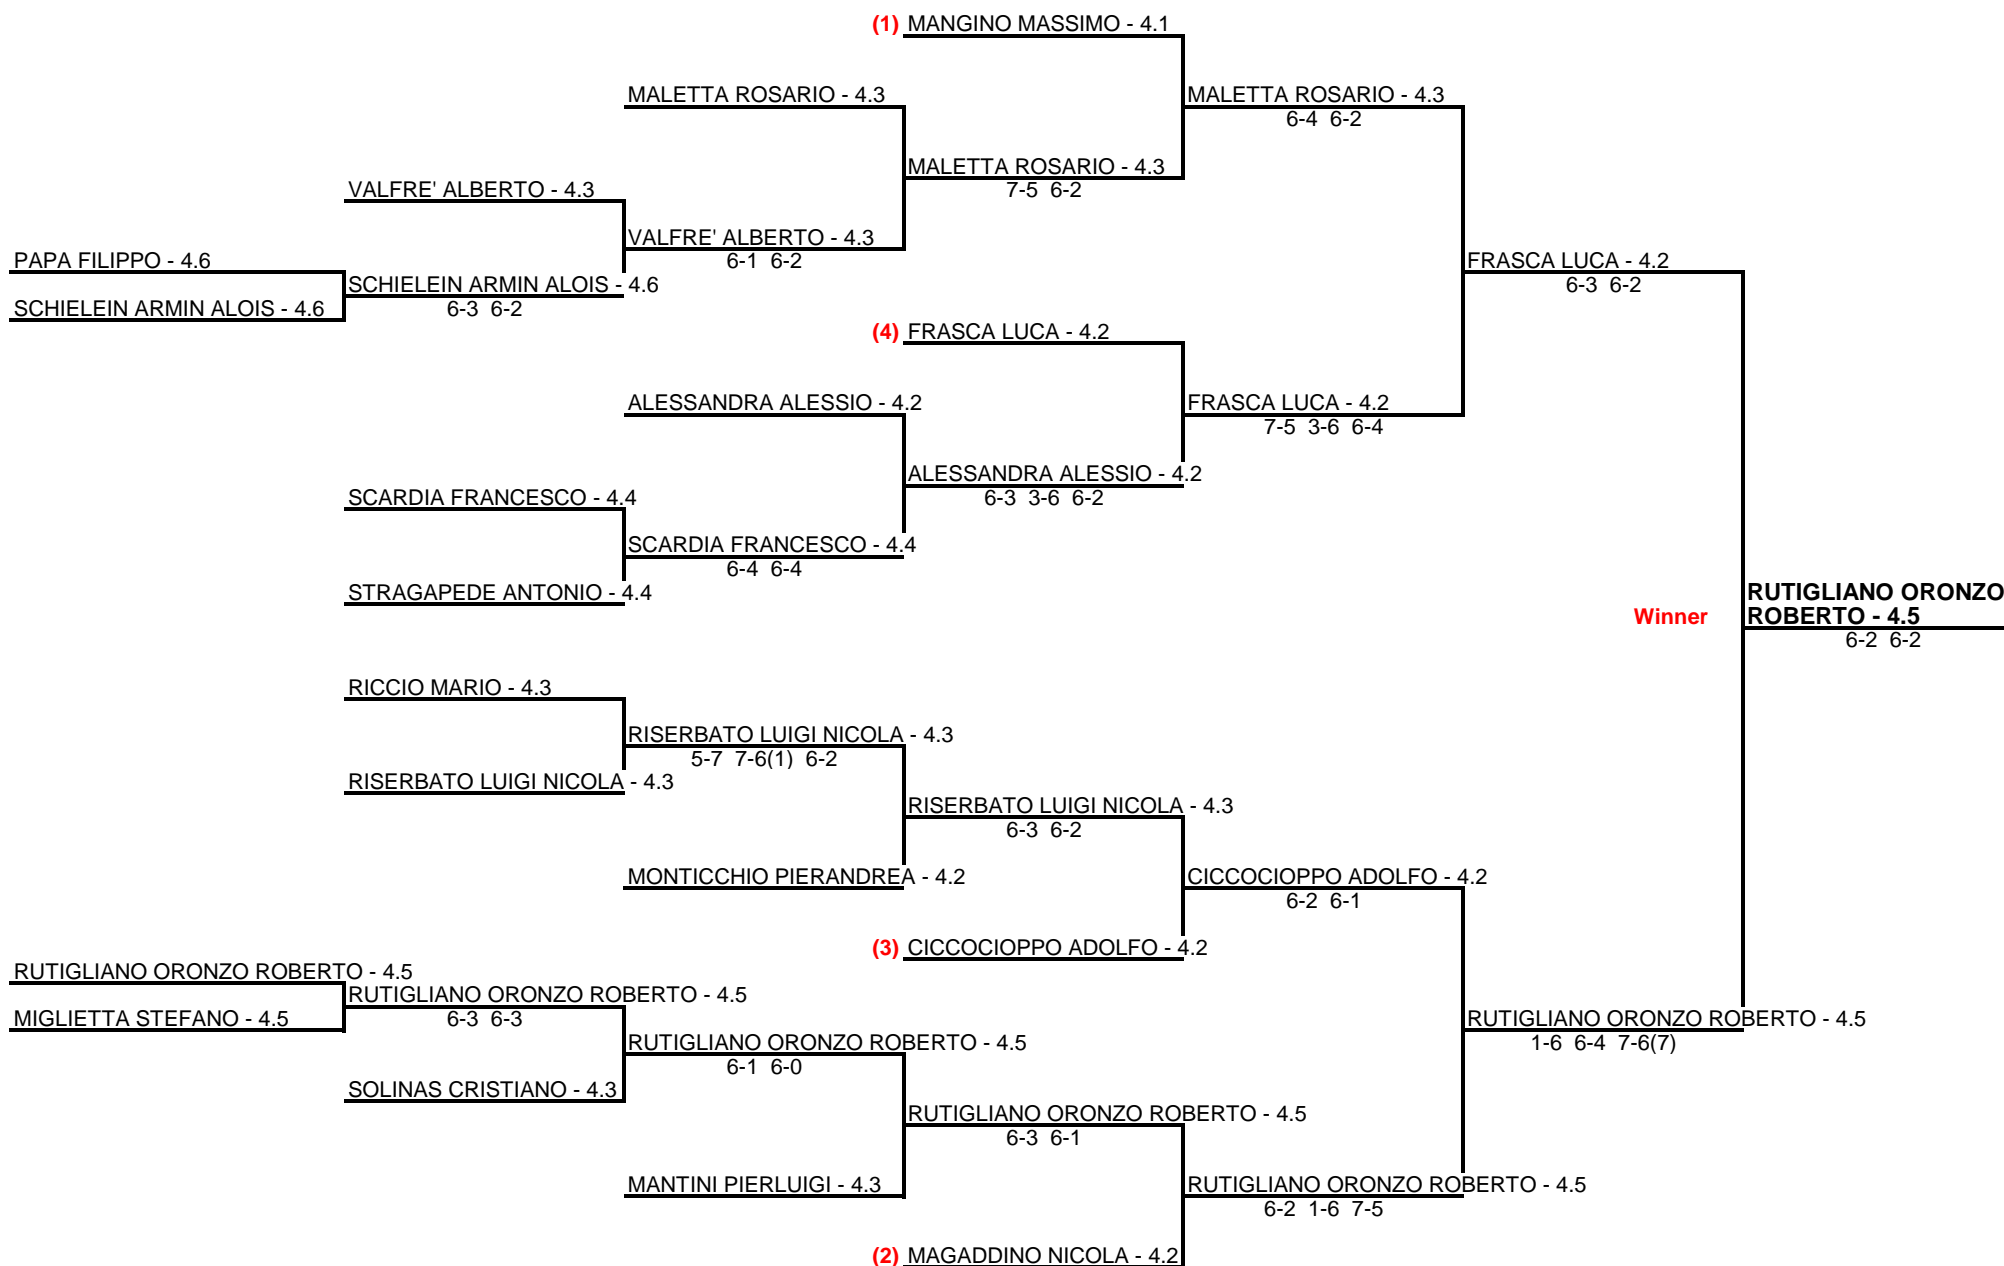 (1) MANGINO MASSIMO - 4.1
MALETTA ROSARIO - 4.3
MALETTA ROSARIO - 4.3
6-4 6-2
MALETTA ROSARIO - 4.3
7-5 6-2
VALFRE' ALBERTO - 4.3
VALFRE' ALBERTO - 4.3
6-1 6-2
PAPA FILIPPO - 4.6
FRASCA LUCA - 4.2
6-3 6-2
SCHIELEIN ARMIN ALOIS - 4.6
6-3 6-2
SCHIELEIN ARMIN ALOIS - 4.6
(4) FRASCA LUCA - 4.2
ALESSANDRA ALESSIO - 4.2
FRASCA LUCA - 4.2
7-5 3-6 6-4
ALESSANDRA ALESSIO - 4.2
6-3 3-6 6-2
SCARDIA FRANCESCO - 4.4
SCARDIA FRANCESCO - 4.4
6-4 6-4
STRAGAPEDE ANTONIO - 4.4
RUTIGLIANO ORONZO
Winner ROBERTO - 4.5
6-2 6-2
RICCIO MARIO - 4.3
RISERBATO LUIGI NICOLA - 4.3
5-7 7-6(1) 6-2
RISERBATO LUIGI NICOLA - 4.3
RISERBATO LUIGI NICOLA - 4.3
6-3 6-2
MONTICCHIO PIERANDREA - 4.2
CICCOCIOPPO ADOLFO - 4.2
6-2 6-1
(3) CICCOCIOPPO ADOLFO - 4.2
RUTIGLIANO ORONZO ROBERTO - 4.5
RUTIGLIANO ORONZO ROBERTO - 4.5
6-3 6-3
MIGLIETTA STEFANO - 4.5
RUTIGLIANO ORONZO ROBERTO - 4.5
1-6 6-4 7-6(7)
RUTIGLIANO ORONZO ROBERTO - 4.5
6-1 6-0
SOLINAS CRISTIANO - 4.3
RUTIGLIANO ORONZO ROBERTO - 4.5
6-3 6-1
MANTINI PIERLUIGI - 4.3
RUTIGLIANO ORONZO ROBERTO - 4.5
6-2 1-6 7-5
(2) MAGADDINO NICOLA - 4.2